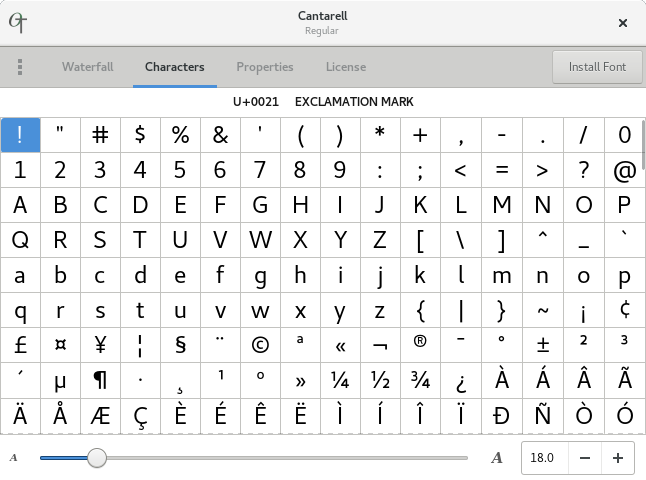 Cantarell
Regular
Waterfall Characters Properties License Install Font
U+0021 EXCLAMATION MARK
! " # $ % & ' ( ) * + , - . / 0
1 2 3 4 5 6 7 8 9 : ; < = > ? @
A B C D E F G H I J K L M N O P
Q R S T U V W X Y Z [ \ ] ^ _ `
a b c d e f g h i j k l m n o p
q r s t u v w x y z { | } ~ ¡ ¢
£ ¤ ¥ ¦ § ¨ © ª « ¬ ® ¯ ° ± ² ³
´ µ ¶ · ¸ ¹ º » ¼ ½ ¾ ¿ À Á Â Ã
Ä Å Æ Ç È É Ê Ë Ì Í Î Ï Ð Ñ Ò Ó
A A 18.0 − +